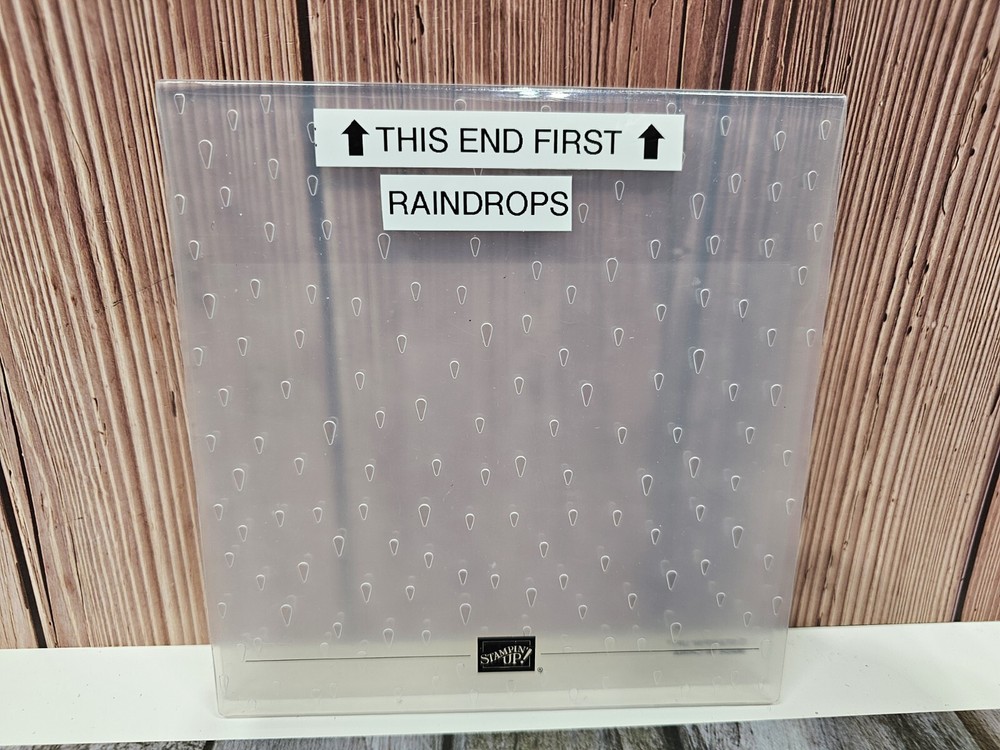 THIS END FIRST
RAINDROPS
STAMPIN'
UP!
®